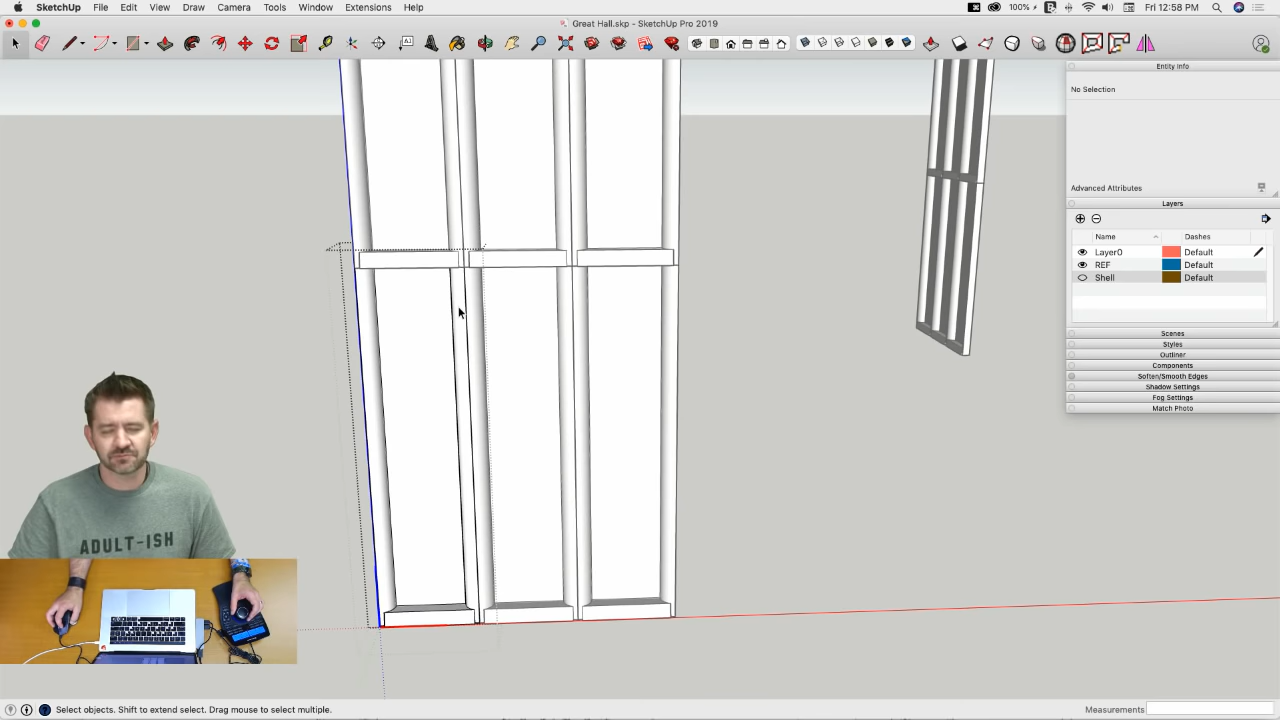 SketchUp File Edit View Draw Camera Tools Window Extensions Help
100% Fri 12:58 PM
Great Hall.skp - SketchUp Pro 2019
Entity Info
No Selection
Advanced Attributes
Layers
Name Dashes
Layer0 Default
REF Default
Shell Default
Scenes
Styles
Outliner
Components
Soften/Smooth Edges
Shadow Settings
Fog Settings
Match Photo
ADULT-ISH
Select objects. Shift to extend select. Drag mouse to select multiple.
Measurements